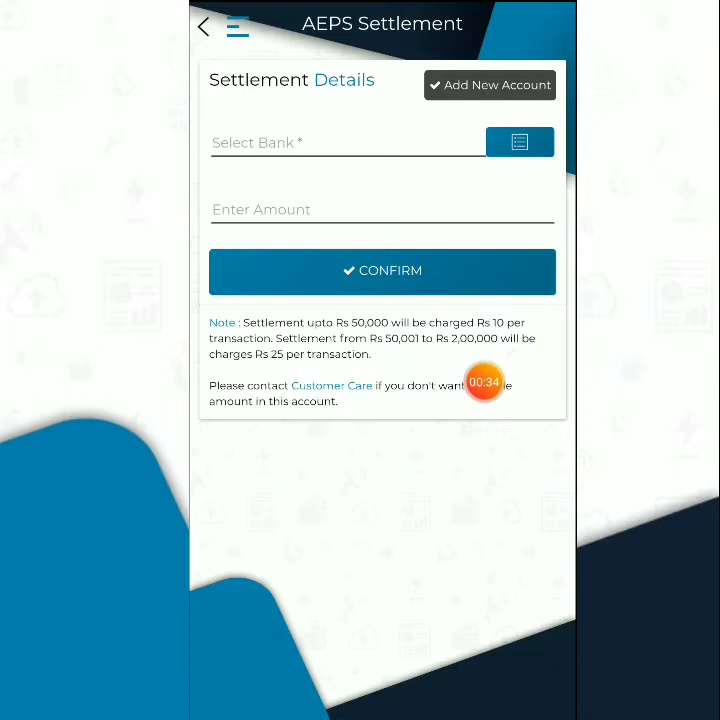 AEPS Settlement
Settlement Details
Add New Account
Select Bank *
Enter Amount
CONFIRM
Note : Settlement upto Rs 50,000 will be charged Rs 10 per
transaction. Settlement from Rs 50,001 to Rs 2,00,000 will be
charges Rs 25 per transaction.
Please contact Customer Care if you don't want
00:34
amount in this account.